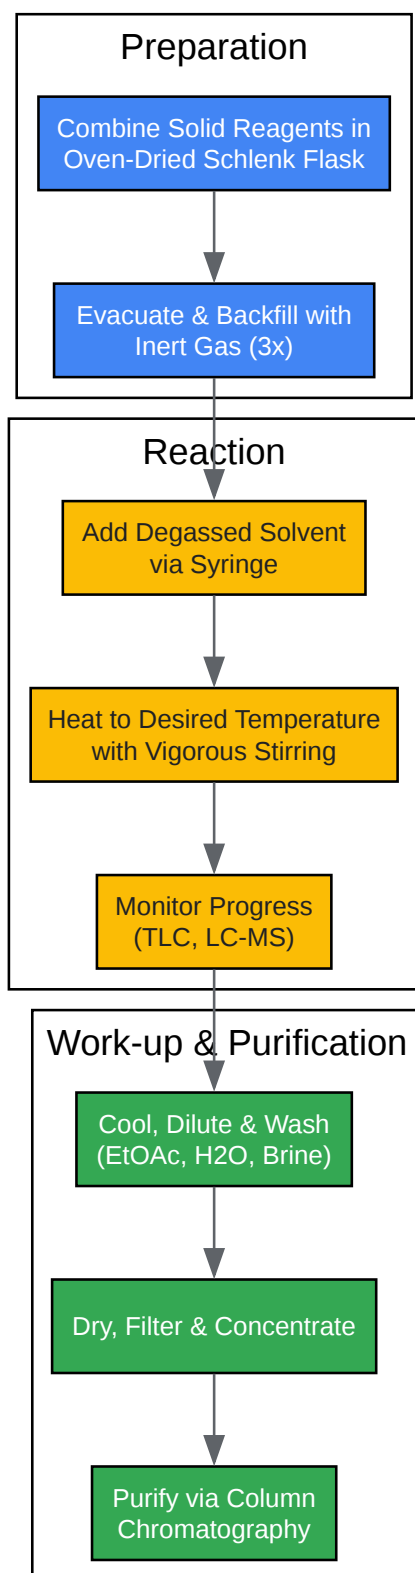 Preparation
Combine Solid Reagents in
Oven-Dried Schlenk Flask
Evacuate & Backfill with
Inert Gas (3x)
Reaction
Add Degassed Solvent
via Syringe
Heat to Desired Temperature
with Vigorous Stirring
Monitor Progress
(TLC, LC-MS)
Work-up & Purification
Cool, Dilute & Wash
(EtOAc, H2O, Brine)
Dry, Filter & Concentrate
Purify via Column
Chromatography